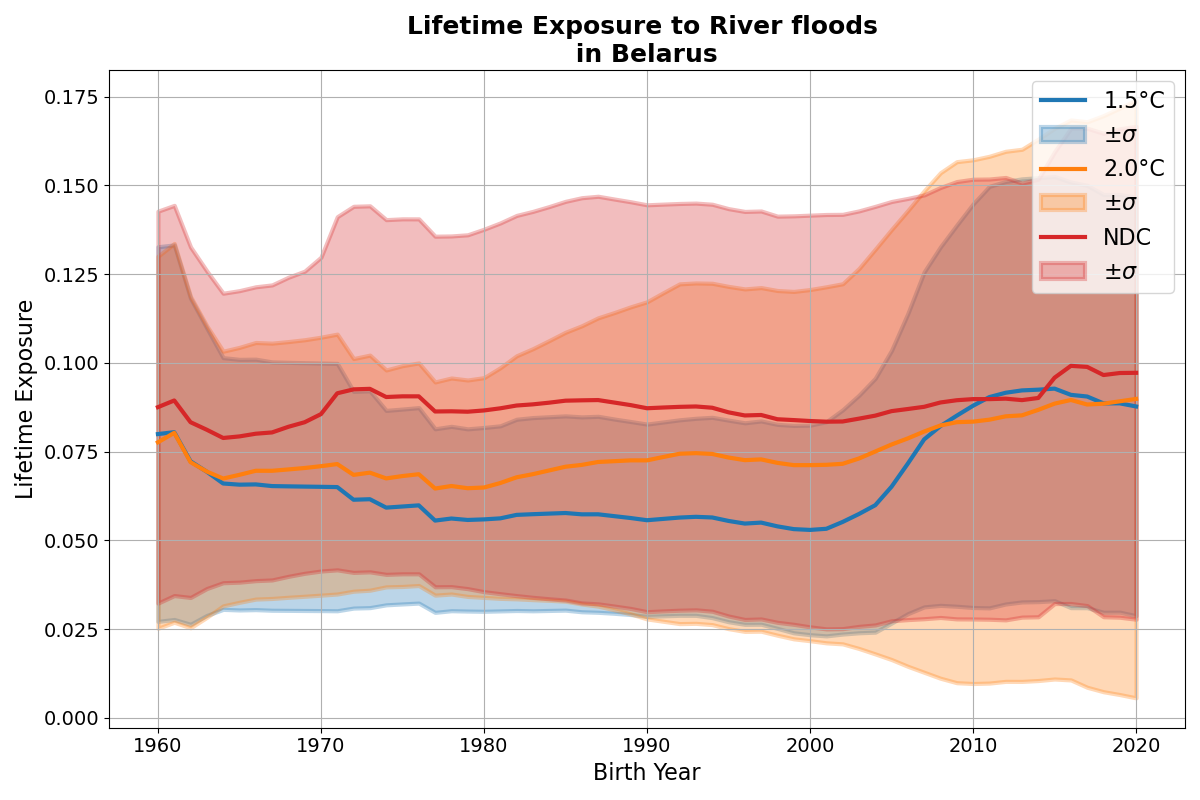 Lifetime Exposure to River floods
in Belarus
Lifetime Exposure
0.175
0.150
0.125
0.100
0.075
0.050
0.025
0.000
1960 1970 1980 1990 2000 2010 2020
Birth Year
1.5°C
±σ
2.0°C
±σ
NDC
±σ